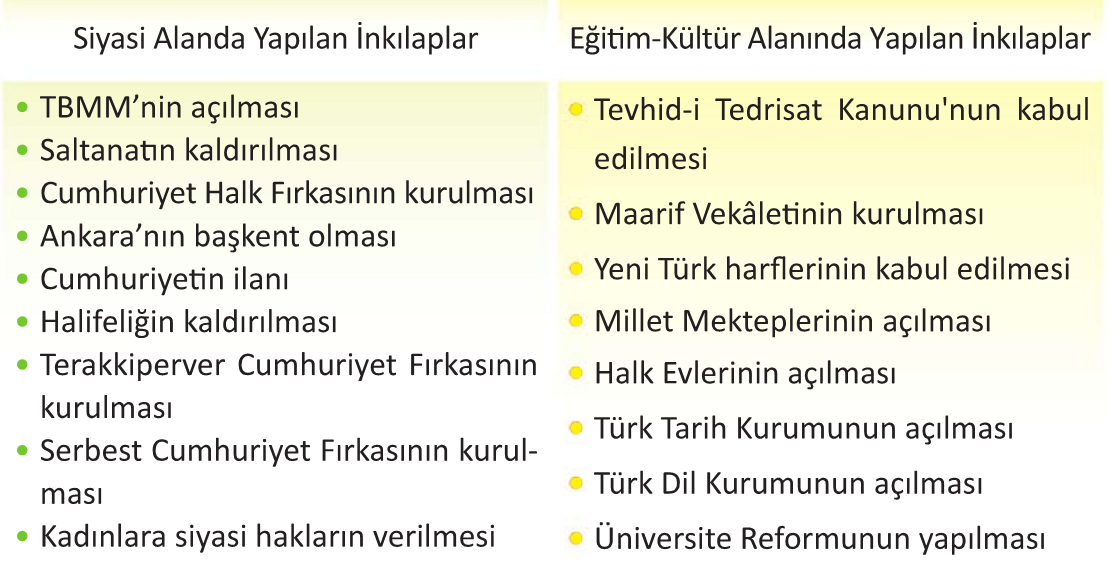 Siyasi Alanda Yapılan İnkılaplar
• TBMM’nin açılması
• Saltanatın kaldırılması
• Cumhuriyet Halk Fırkasının kurulması
• Ankara’nın başkent olması
• Cumhuriyetin ilanı
• Halifeliğin kaldırılması
• Terakkiperver Cumhuriyet Fırkasının
kurulması
• Serbest Cumhuriyet Fırkasının kurul-
ması
• Kadınlara siyasi hakların verilmesi
Eğitim-Kültür Alanında Yapılan İnkılaplar
• Tevhid-i Tedrisat Kanunu'nun kabul
edilmesi
• Maarif Vekâletinin kurulması
• Yeni Türk harflerinin kabul edilmesi
• Millet Mekteplerinin açılması
• Halk Evlerinin açılması
• Türk Tarih Kurumunun açılması
• Türk Dil Kurumunun açılması
• Üniversite Reformunun yapılması